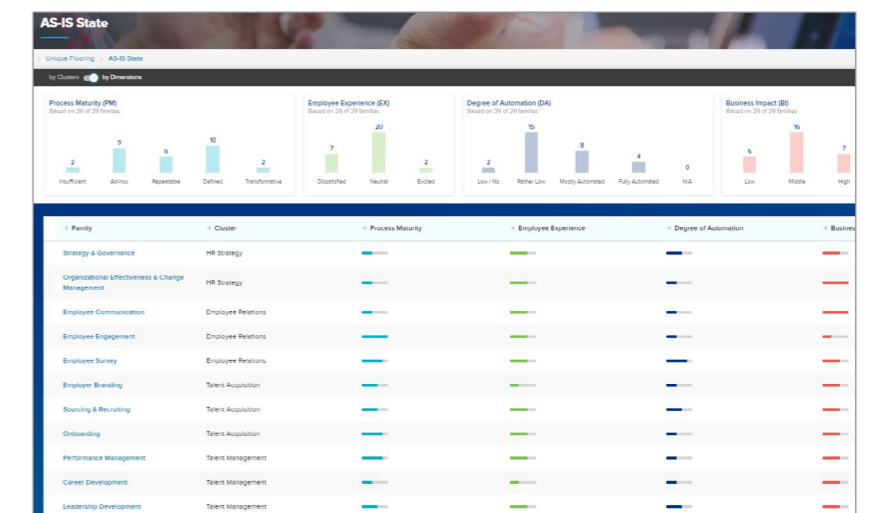 AS-IS State
Unique Flooring > AS-IS State
by Clusters by Dimensions
Process Maturity (PM)
Based on 29 of 29 families
2 9 6 10 2
Insufficient Ad-hoc Repeatable Defined Transformative
Employee Experience (EX)
Based on 29 of 29 families
7 20 2
Dissatisfied Neutral Excited
Degree of Automation (DA)
Based on 29 of 29 families
2 15 8 4 0
Low / No Rather Low Mostly Automated Fully Automated N/A
Business Impact (BI)
Based on 29 of 29 families
6 16 7
Low Middle High
Family Cluster Process Maturity Employee Experience Degree of Automation Busines
Strategy & Governance HR Strategy
Organizational Effectiveness & Change
Management HR Strategy
Employee Communication Employee Relations
Employee Engagement Employee Relations
Employee Survey Employee Relations
Employer Branding Talent Acquisition
Sourcing & Recruiting Talent Acquisition
Onboarding Talent Acquisition
Performance Management Talent Management
Career Development Talent Management
Leadership Development Talent Management